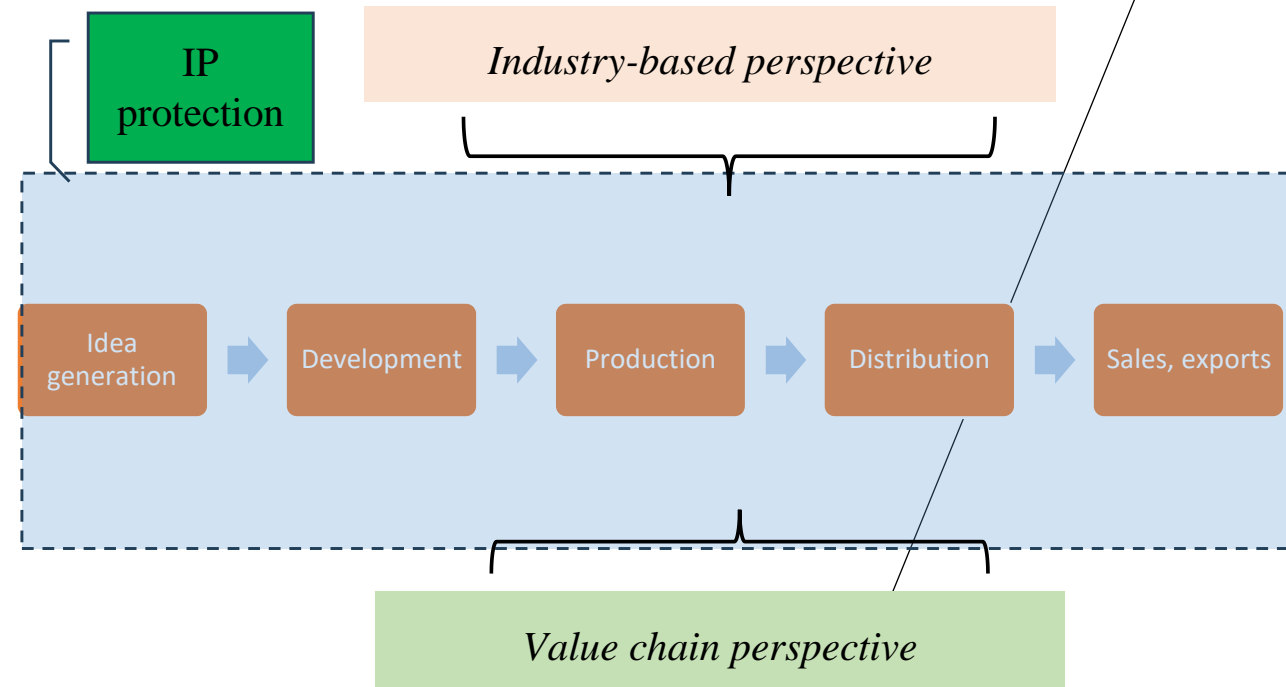 IP
protection
Industry-based perspective
Idea
generation
Development
Production
Distribution
Sales, exports
Value chain perspective